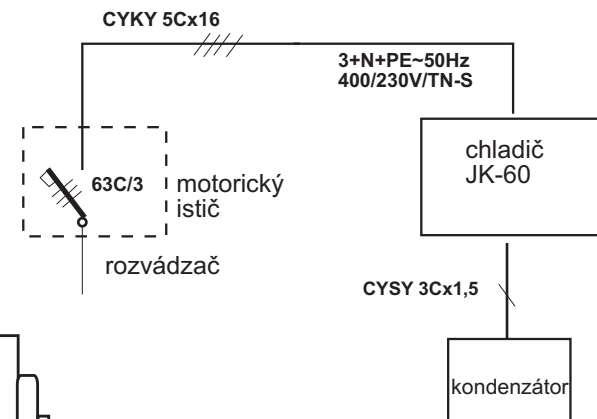 CYKY 5Cx16
3+N+PE~50Hz
400/230V/TN-S
chladič
JK-60
63C/3
motorický
istič
rozvádzač
CYSY 3Cx1,5
kondenzátor